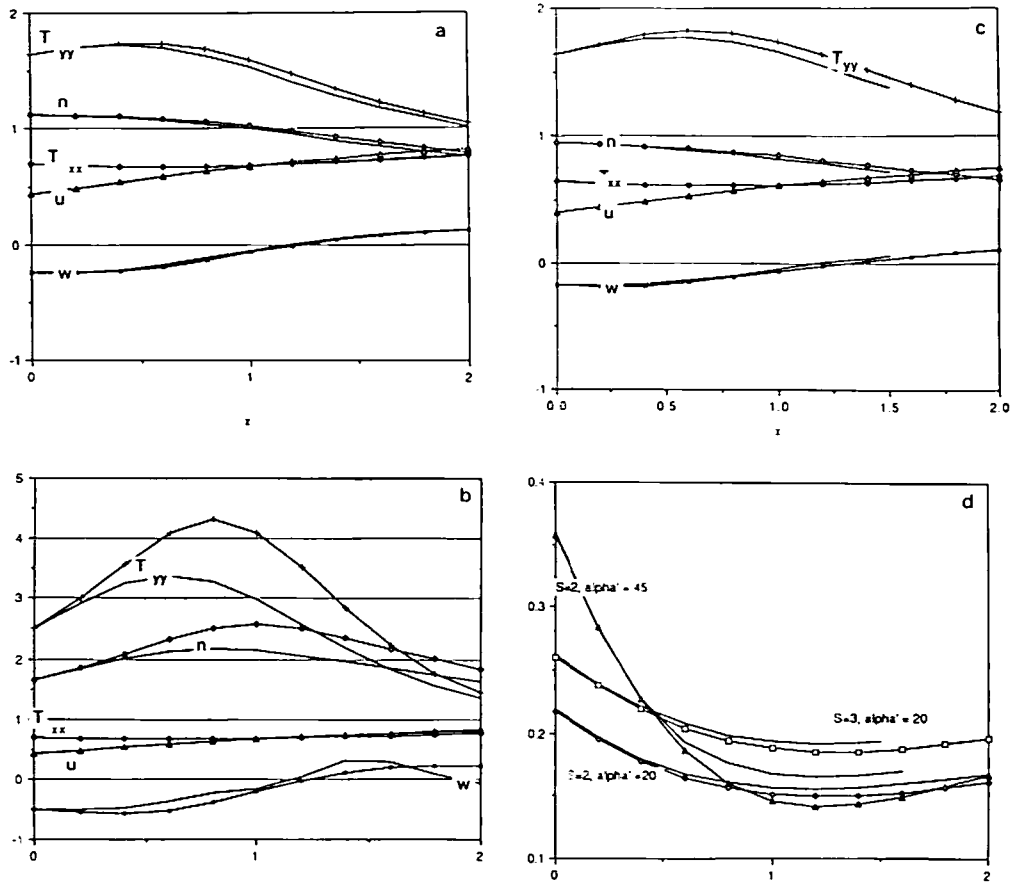 a
2
T yy
n
1
T xx
u
0
w
-1
0
1
2
x
c
2
T yy
1
n
T xx
u
0
w
-1
0.0
0.5
1.0
1.5
2.0
x
b
5
4
T yy
3
n
2
1
T xx
u
0
w
-1
0
1
2
d
0.4
S=2, alpha' = 45
0.3
S=3, alpha' = 20
0.2
S=2, alpha' = 20
0.1
0
1
2